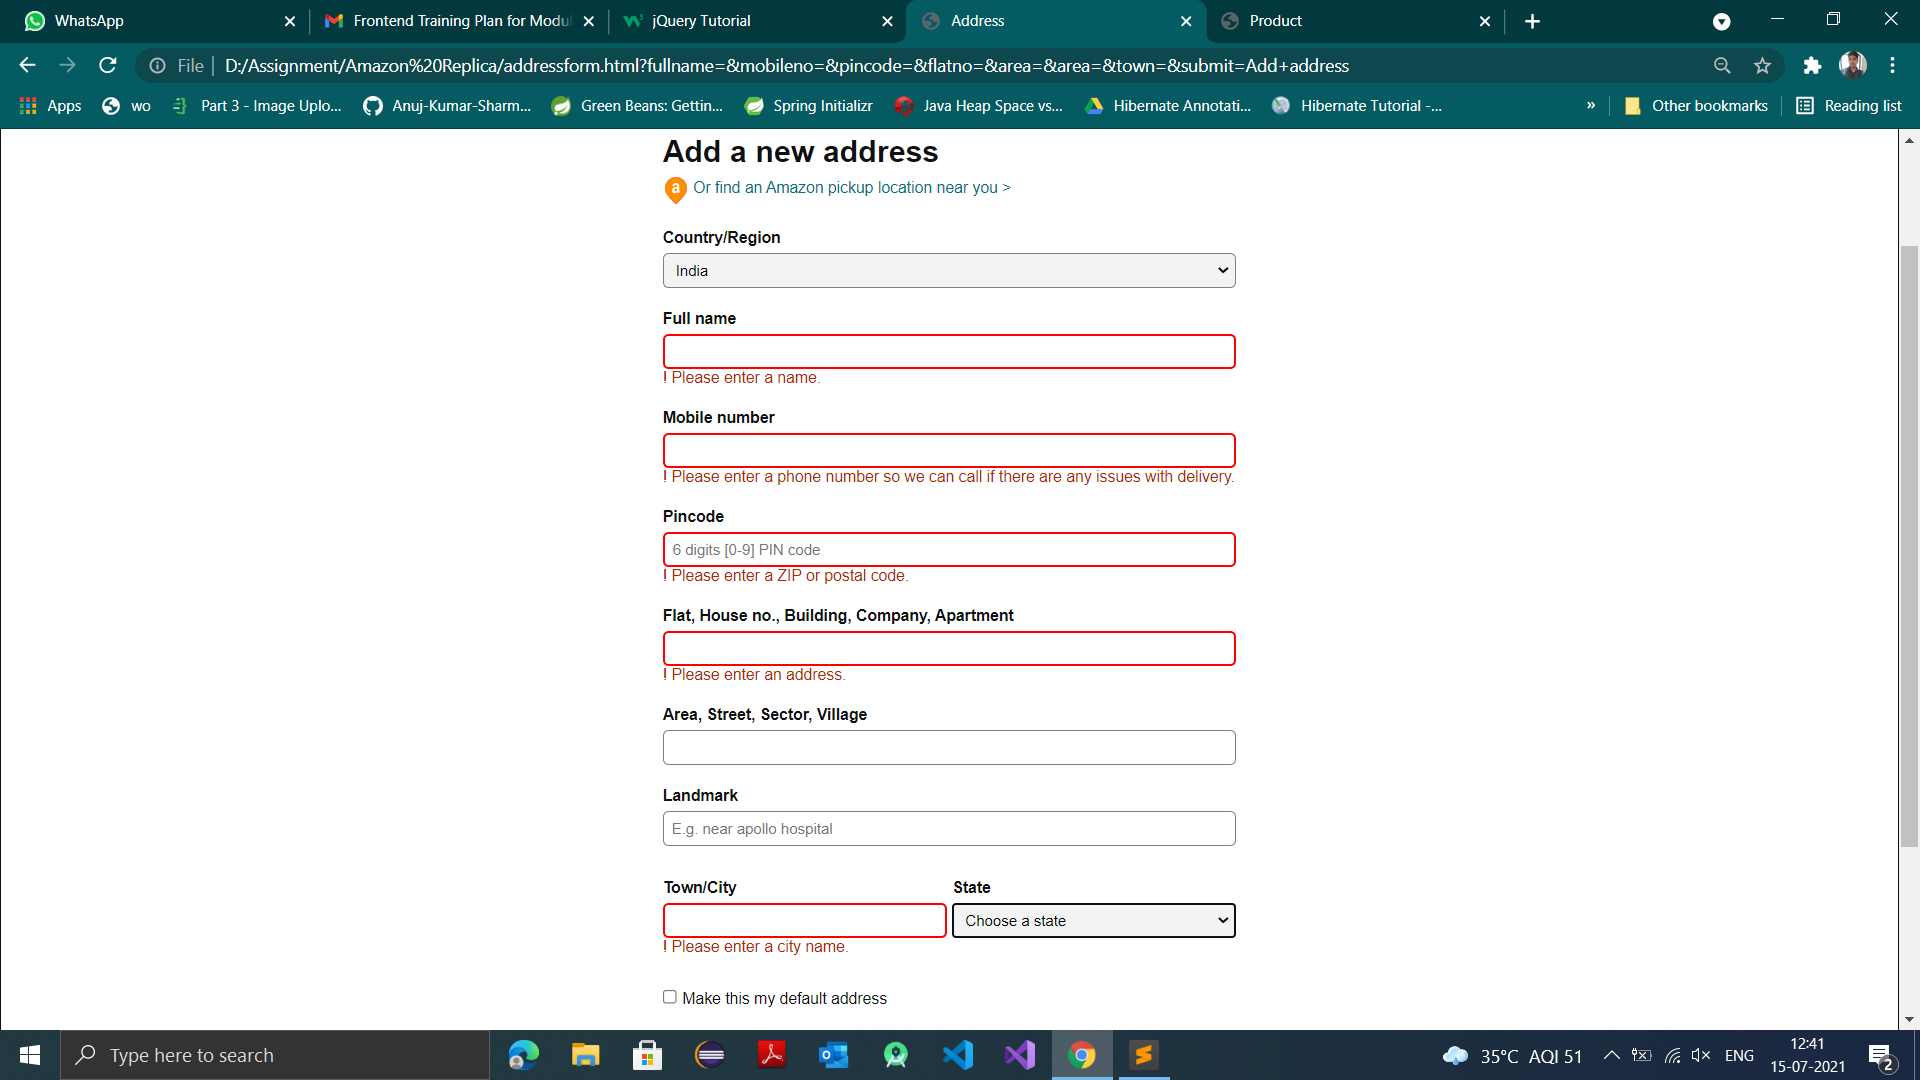 WhatsApp
Frontend Training Plan for Modul
jQuery Tutorial
Address
Product
File
D:/Assignment/Amazon%20Replica/addressform.html?fullname=&mobileno=&pincode=&flatno=&area=&area=&town=&submit=Add+address
Apps
wo
Part 3 - Image Uplo...
Anuj-Kumar-Sharm...
Green Beans: Gettin...
Spring Initializr
Java Heap Space vs...
Hibernate Annotati...
Hibernate Tutorial -...
»
Other bookmarks
Reading list
Add a new address
a
Or find an Amazon pickup location near you >
Country/Region
India
Full name
! Please enter a name.
Mobile number
! Please enter a phone number so we can call if there are any issues with delivery.
Pincode
6 digits [0-9] PIN code
! Please enter a ZIP or postal code.
Flat, House no., Building, Company, Apartment
! Please enter an address.
Area, Street, Sector, Village
Landmark
E.g. near apollo hospital
Town/City
State
Choose a state
! Please enter a city name.
Make this my default address
Type here to search
35°C AQI 51
ENG
12:41
15-07-2021
2